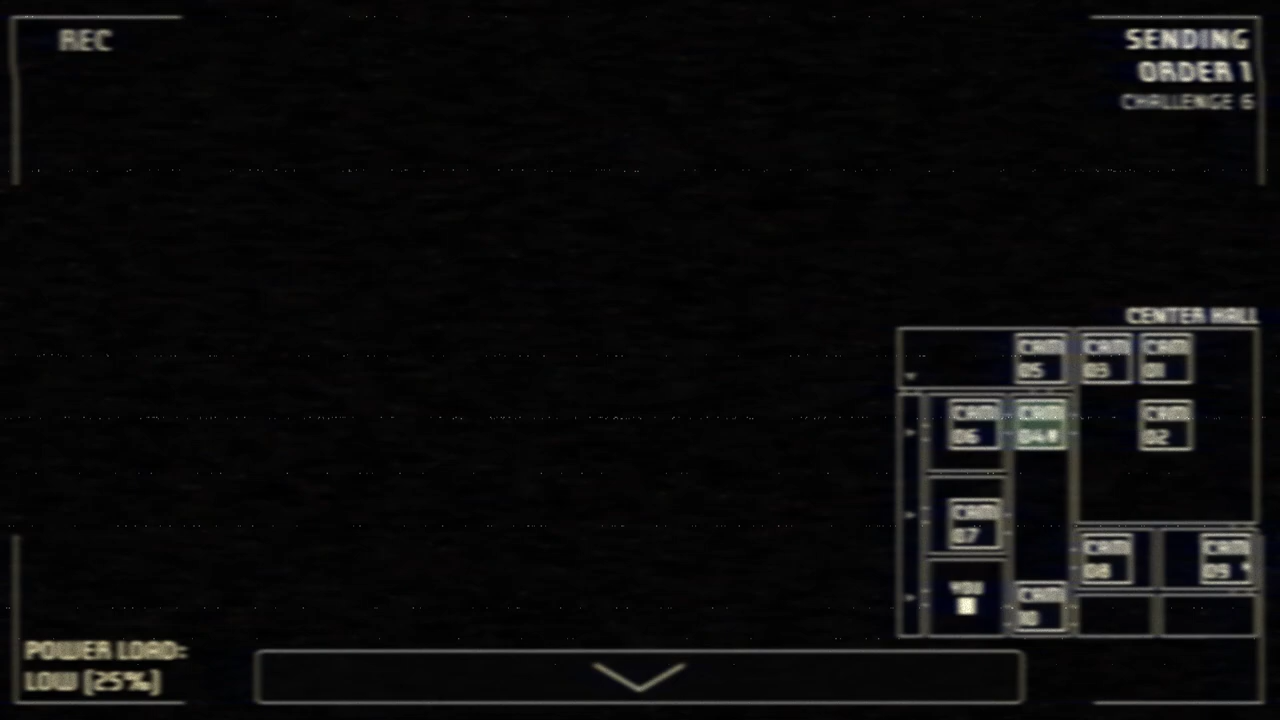 REC
SENDING
ORDER 1
CHALLENGE 6
CENTER HALL
CAM
05
CAM
03
CAM
01
CAM
06
CAM
04
CAM
02
CAM
07
CAM
08
CAM
09
YOU
CAM
10
POWER LOAD:
LOW (25%)